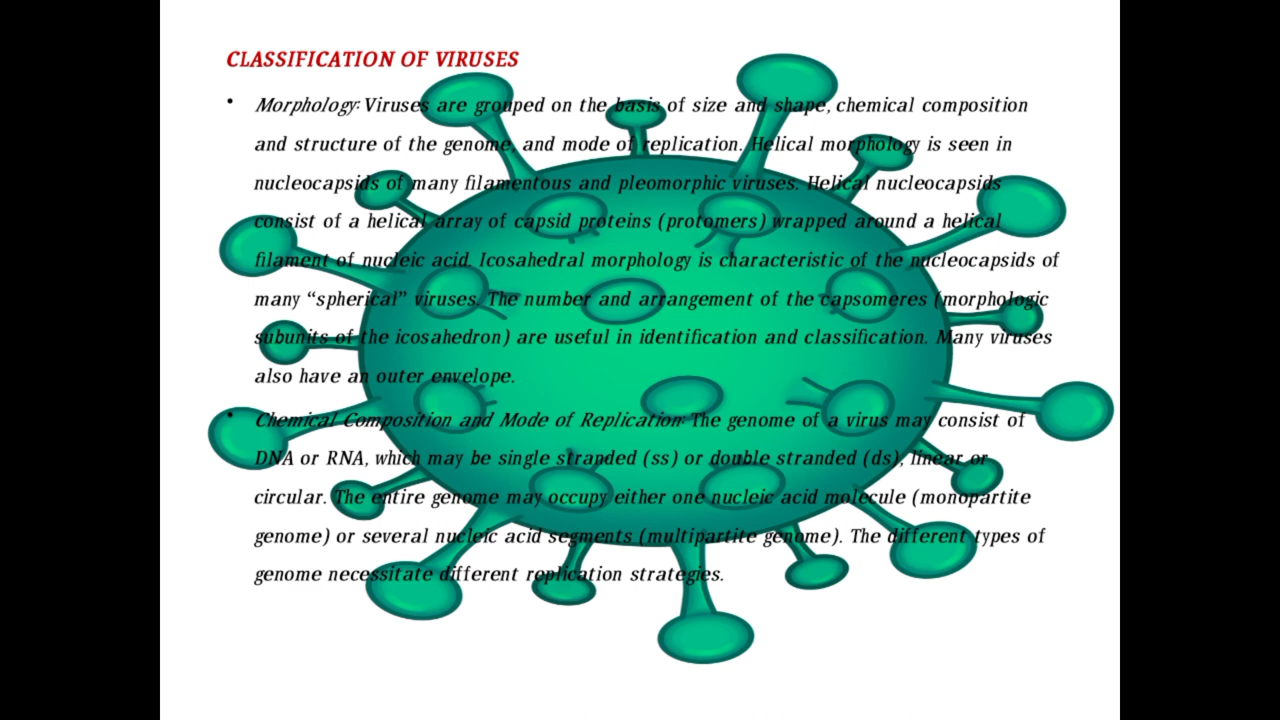 CLASSIFICATION OF VIRUSES
• Morphology: Viruses are grouped on the basis of size and shape, chemical composition
and structure of the genome, and mode of replication. Helical morphology is seen in
nucleocapsids of many filamentous and pleomorphic viruses. Helical nucleocapsids
consist of a helical array of capsid proteins (protomers) wrapped around a helical
filament of nucleic acid. Icosahedral morphology is characteristic of the nucleocapsids of
many “spherical” viruses. The number and arrangement of the capsomeres (morphologic
subunits of the icosahedron) are useful in identification and classification. Many viruses
also have an outer envelope.
• Chemical Composition and Mode of Replication: The genome of a virus may consist of
DNA or RNA, which may be single stranded (ss) or double stranded (ds), linear or
circular. The entire genome may occupy either one nucleic acid molecule (monopartite
genome) or several nucleic acid segments (multipartite genome). The different types of
genome necessitate different replication strategies.